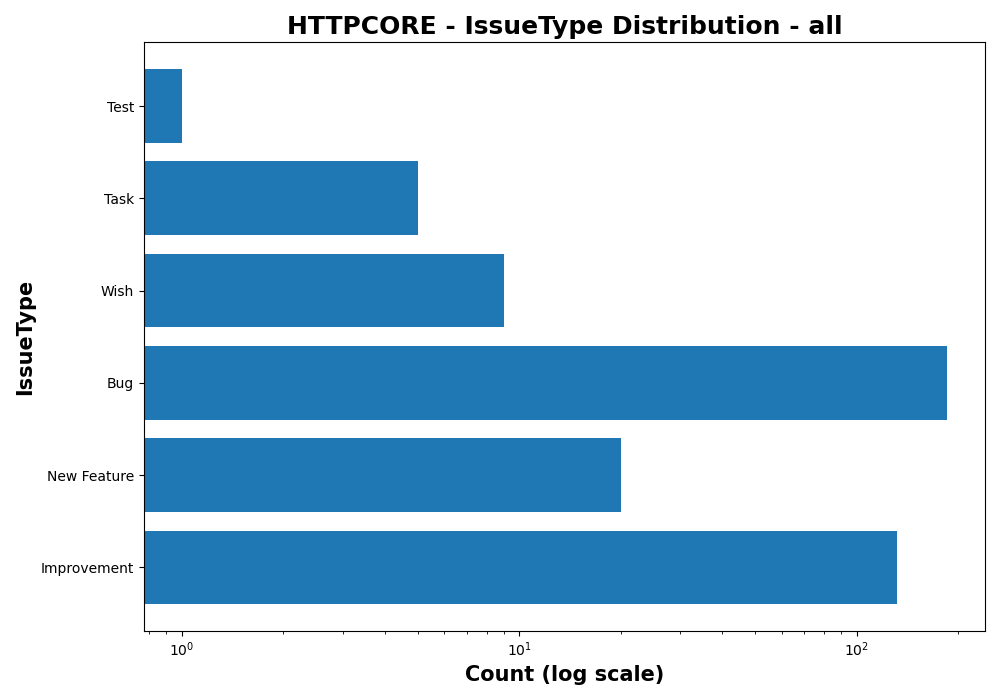 HTTPCORE - IssueType Distribution - all
IssueType
Test
Task
Wish
Bug
New Feature
Improvement
10⁰
10¹
10²
Count (log scale)